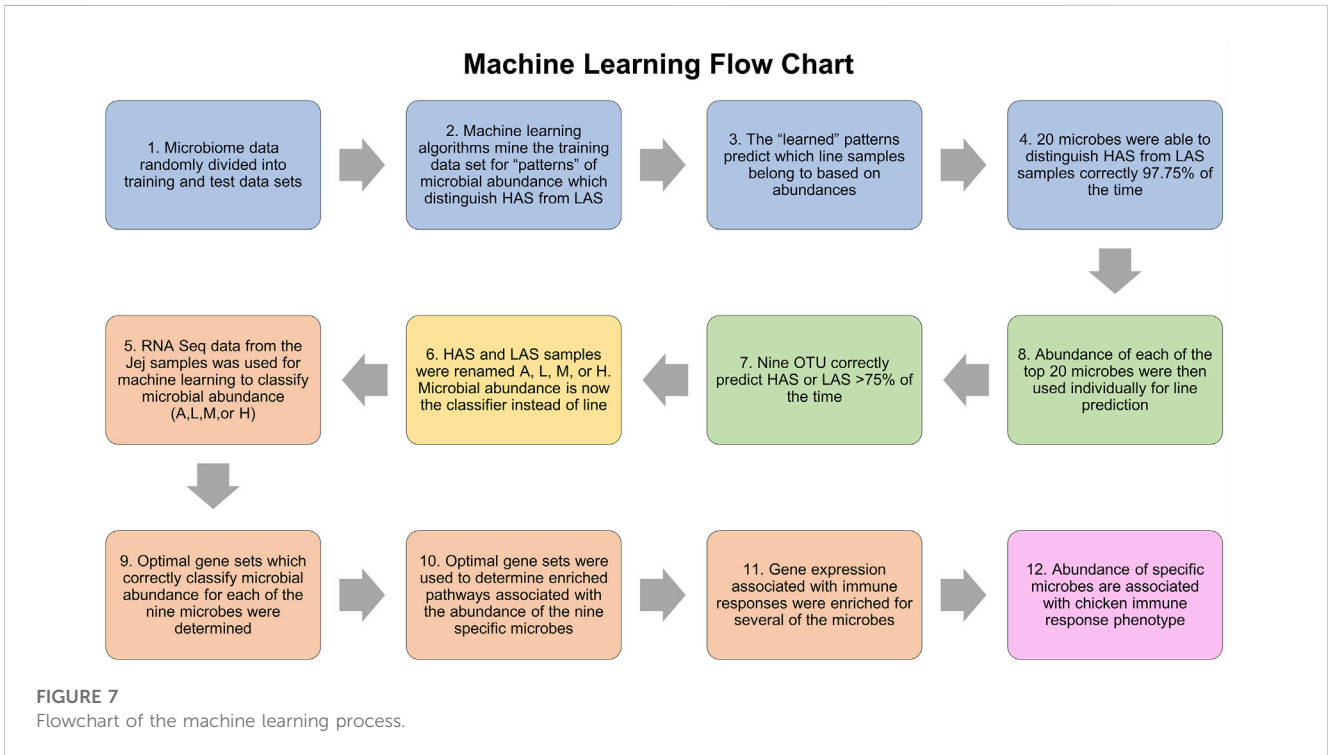 Machine Learning Flow Chart
1. Microbiome data
randomly divided into
training and test data sets
2. Machine learning
algorithms mine the training
data set for “patterns” of
microbial abundance which
distinguish HAS from LAS
3. The “learned” patterns
predict which line samples
belong to based on
abundances
4. 20 microbes were able to
distinguish HAS from LAS
samples correctly 97.75% of
the time
5. RNA Seq data from the
Jej samples was used for
machine learning to classify
microbial abundance
(A,L,M,or H)
6. HAS and LAS samples
were renamed A, L, M, or H.
Microbial abundance is now
the classifier instead of line
7. Nine OTU correctly
predict HAS or LAS >75% of
the time
8. Abundance of each of the
top 20 microbes were then
used individually for line
prediction
9. Optimal gene sets which
correctly classify microbial
abundance for each of the
nine microbes were
determined
10. Optimal gene sets were
used to determine enriched
pathways associated with
the abundance of the nine
specific microbes
11. Gene expression
associated with immune
responses were enriched for
several of the microbes
12. Abundance of specific
microbes are associated
with chicken immune
response phenotype
FIGURE 7
Flowchart of the machine learning process.